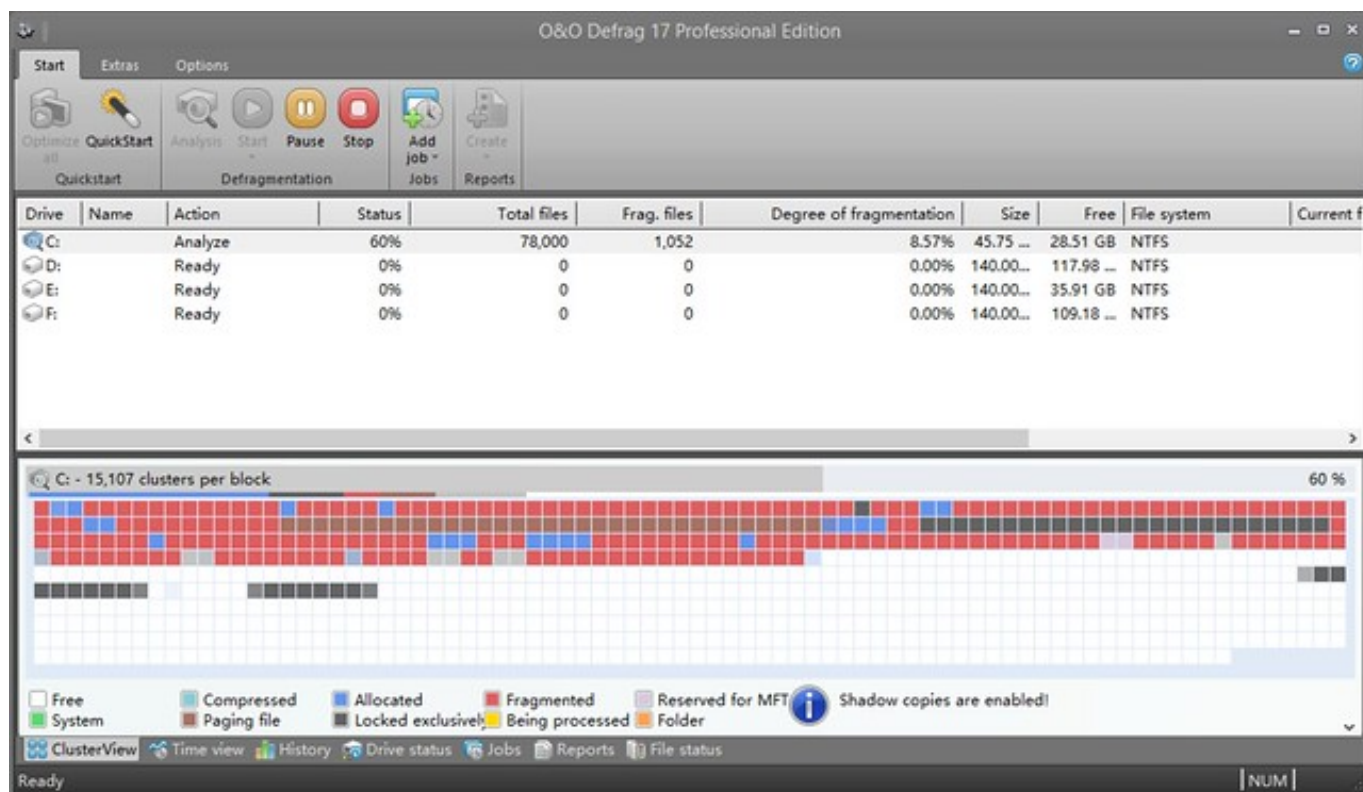 O&O Defrag 17 Professional Edition
Start Extras Options
Optimize all QuickStart Analysis Start Pause Stop Add job Create
Quickstart Defragmentation Jobs Reports
Drive Name Action Status Total files Frag. files Degree of fragmentation Size Free File system Current f
C: Analyze 60% 78,000 1,052 8.57% 45.75 ... 28.51 GB NTFS
D: Ready 0% 0 0 0.00% 140.00... 117.98 ... NTFS
E: Ready 0% 0 0 0.00% 140.00... 35.91 GB NTFS
F: Ready 0% 0 0 0.00% 140.00... 109.18 ... NTFS
C: - 15,107 clusters per block 60 %
Free Compressed Allocated Fragmented Reserved for MFT Shadow copies are enabled!
System Paging file Locked exclusively Being processed Folder
ClusterView Time view History Drive status Jobs Reports File status
Ready NUM